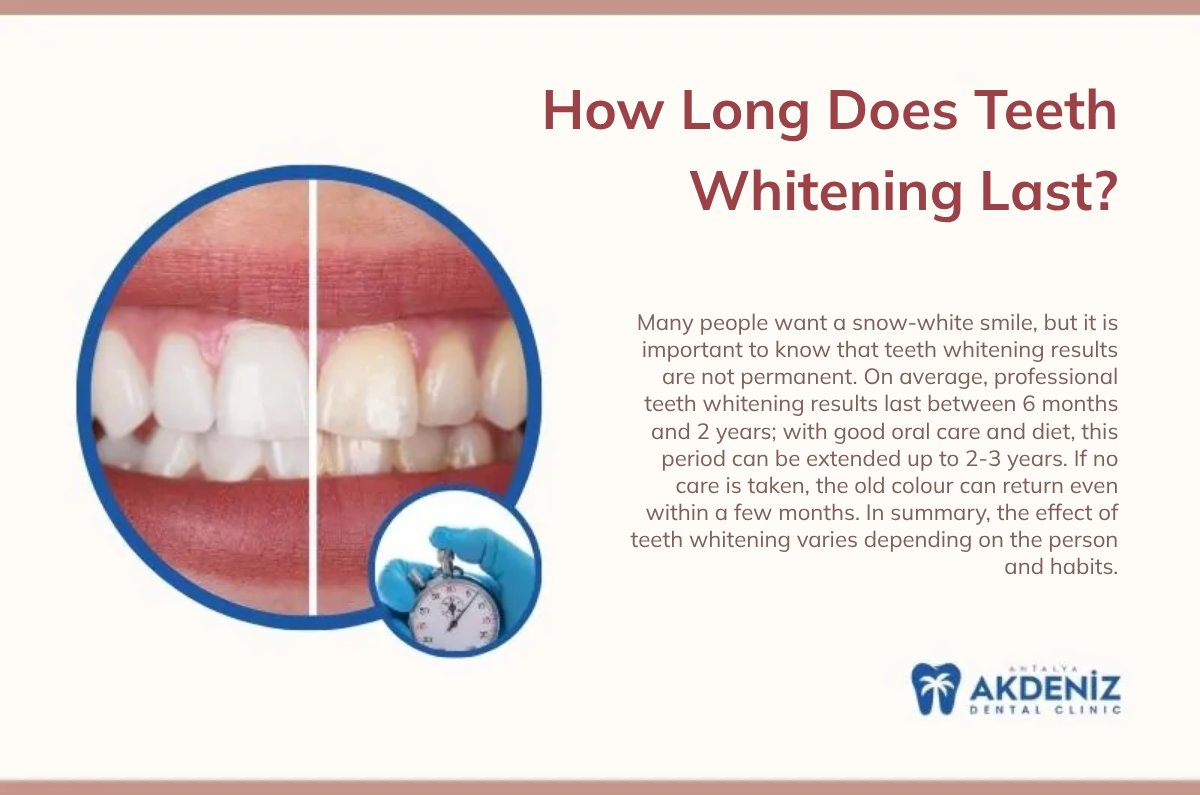 How Long Does Teeth
Whitening Last?
Many people want a snow-white smile, but it is
important to know that teeth whitening results
are not permanent. On average, professional
teeth whitening results last between 6 months
and 2 years; with good oral care and diet, this
period can be extended up to 2-3 years. If no
care is taken, the old colour can return even
within a few months. In summary, the effect of
teeth whitening varies depending on the person
and habits.
ANTALYA
AKDENİZ
DENTAL CLINIC